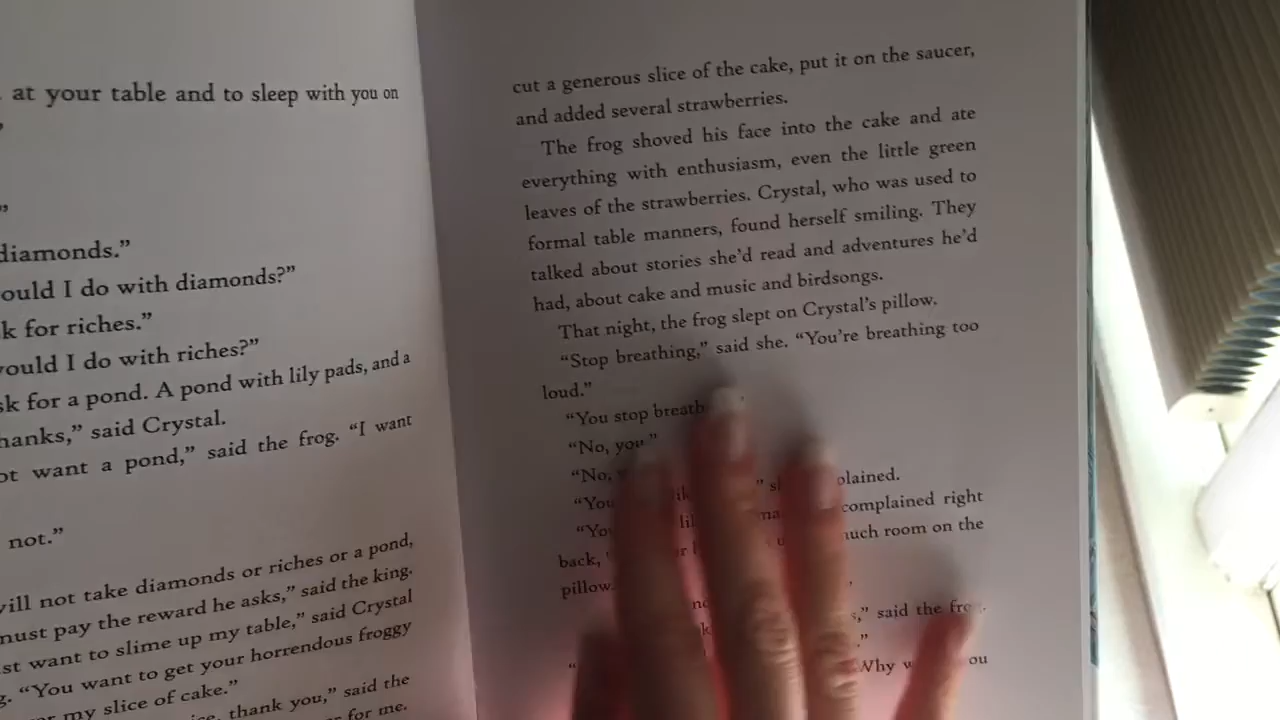 at your table and to sleep with you on
”
”
diamonds.”
ould I do with diamonds?”
k for riches.”
would I do with riches?”
sk for a pond. A pond with lily pads, and a
hanks,” said Crystal.
ot want a pond,” said the frog. “I want
not.”
will not take diamonds or riches or a pond,
must pay the reward he asks,” said the king.
st want to slime up my table,” said Crystal
g. “You want to get your horrendous froggy
my slice of cake.”
thank you,” said the
for me.
cut a generous slice of the cake, put it on the saucer,
and added several strawberries.
The frog shoved his face into the cake and ate
everything with enthusiasm, even the little green
leaves of the strawberries. Crystal, who was used to
formal table manners, found herself smiling. They
talked about stories she’d read and adventures he’d
had, about cake and music and birdsongs.
That night, the frog slept on Crystal’s pillow.
“Stop breathing,” said she. “You’re breathing too
loud.”
“You stop breath
“No, you.”
“No,
“You plained.
“You complained right
back, much room on the
pillow.
said the frog.
”
“ Why you